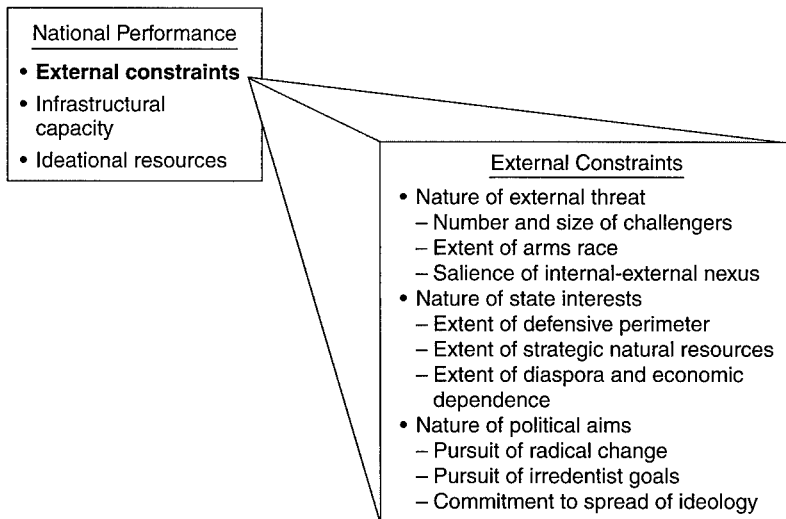 National Performance
• External constraints
• Infrastructural
capacity
• Ideational resources
External Constraints
• Nature of external threat
– Number and size of challengers
– Extent of arms race
– Salience of internal-external nexus
• Nature of state interests
– Extent of defensive perimeter
– Extent of strategic natural resources
– Extent of diaspora and economic
dependence
• Nature of political aims
– Pursuit of radical change
– Pursuit of irredentist goals
– Commitment to spread of ideology